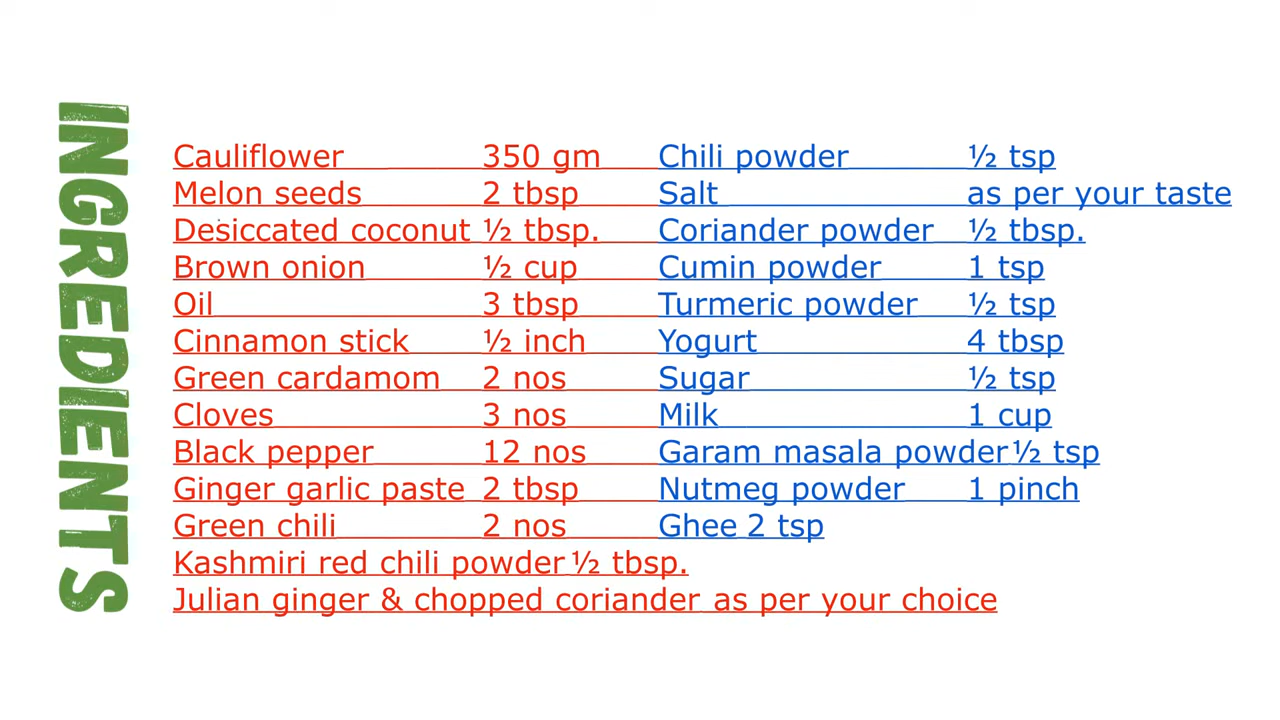 INGREDIENTS
Cauliflower 350 gm Chili powder ½ tsp
Melon seeds 2 tbsp Salt as per your taste
Desiccated coconut ½ tbsp. Coriander powder ½ tbsp.
Brown onion ½ cup Cumin powder 1 tsp
Oil 3 tbsp Turmeric powder ½ tsp
Cinnamon stick ½ inch Yogurt 4 tbsp
Green cardamom 2 nos Sugar ½ tsp
Cloves 3 nos Milk 1 cup
Black pepper 12 nos Garam masala powder ½ tsp
Ginger garlic paste 2 tbsp Nutmeg powder 1 pinch
Green chili 2 nos Ghee 2 tsp
Kashmiri red chili powder ½ tbsp.
Julian ginger & chopped coriander as per your choice